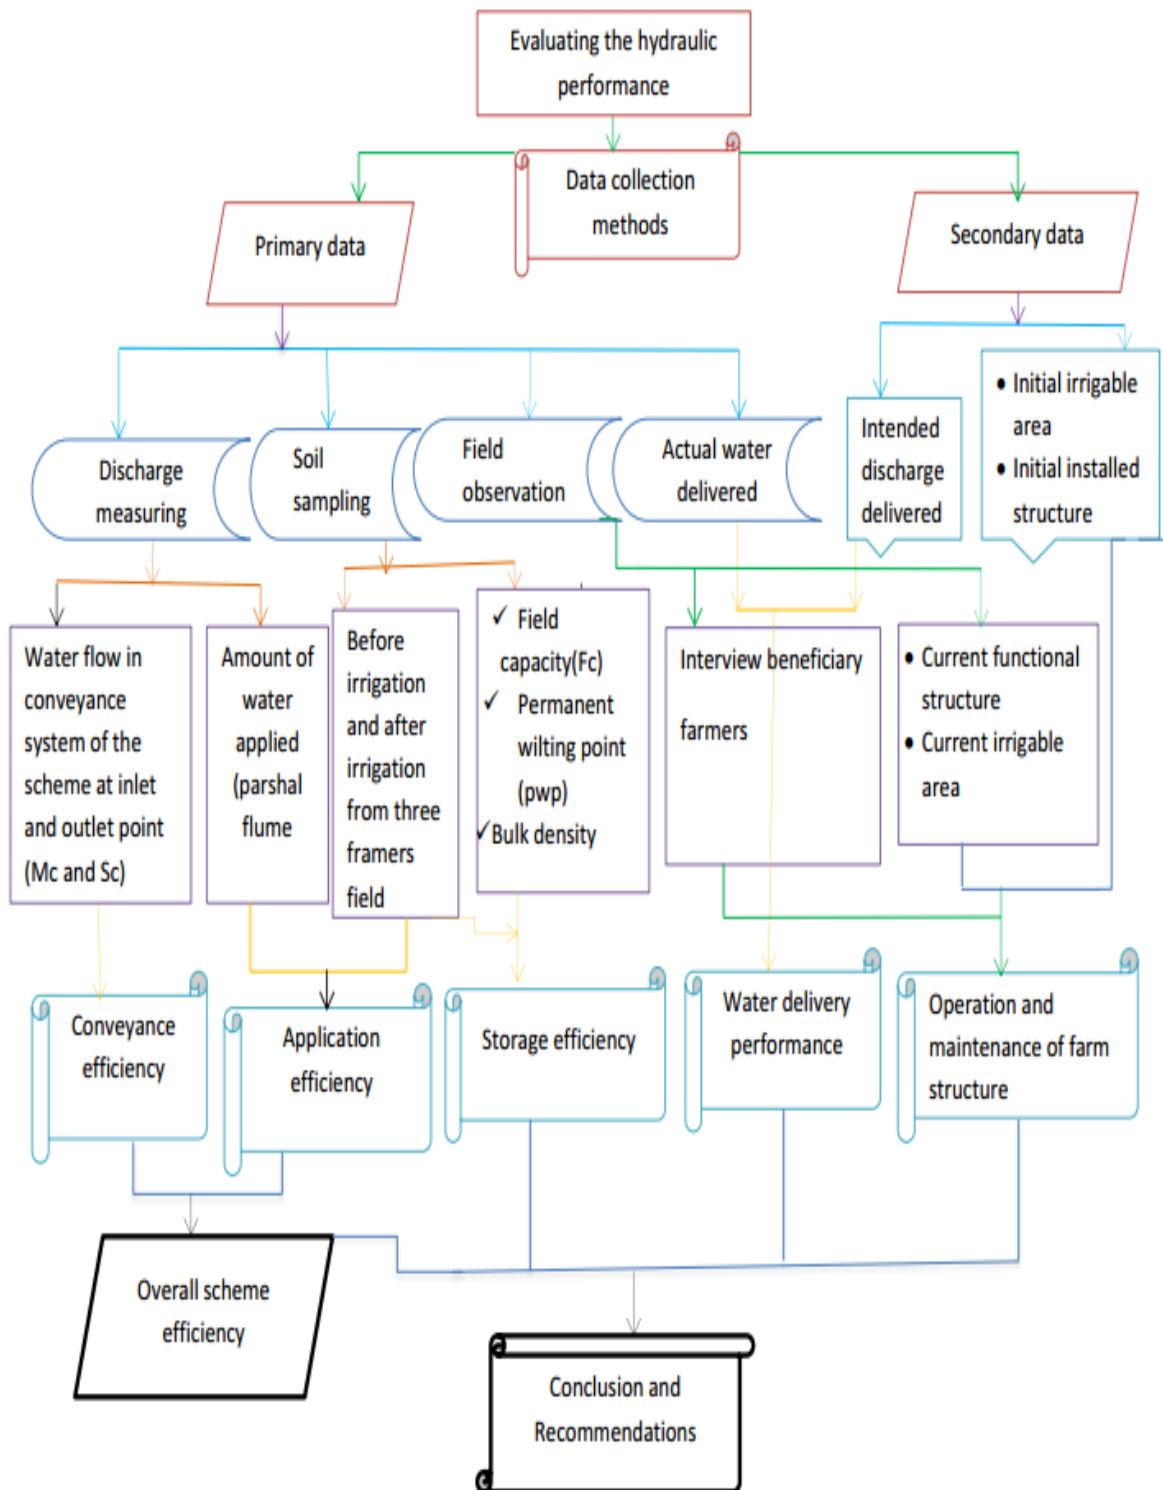 Evaluating the hydraulic
performance
Data collection
methods
Primary data
Secondary data
Discharge
measuring
Soil
sampling
Field
observation
Actual water
delivered
Intended
discharge
delivered
• Initial irrigable
area
• Initial installed
structure
Water flow in
conveyance
system of the
scheme at inlet
and outlet point
(Mc and Sc)
Amount of
water
applied
(parshal
flume
Before
irrigation
and after
irrigation
from three
framers
field
✓ Field
capacity(Fc)
✓ Permanent
wilting point
(pwp)
✓Bulk density
Interview beneficiary
farmers
• Current functional
structure
• Current irrigable
area
Conveyance
efficiency
Application
efficiency
Storage efficiency
Water delivery
performance
Operation and
maintenance of farm
structure
Overall scheme
efficiency
Conclusion and
Recommendations